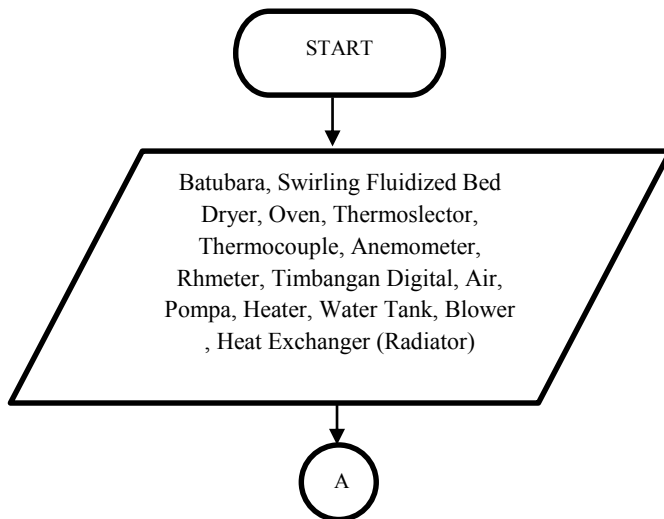 START
Batubara, Swirling Fluidized Bed
Dryer, Oven, Thermoslector,
Thermocouple, Anemometer,
Rhmeter, Timbangan Digital, Air,
Pompa, Heater, Water Tank, Blower
, Heat Exchanger (Radiator)
A